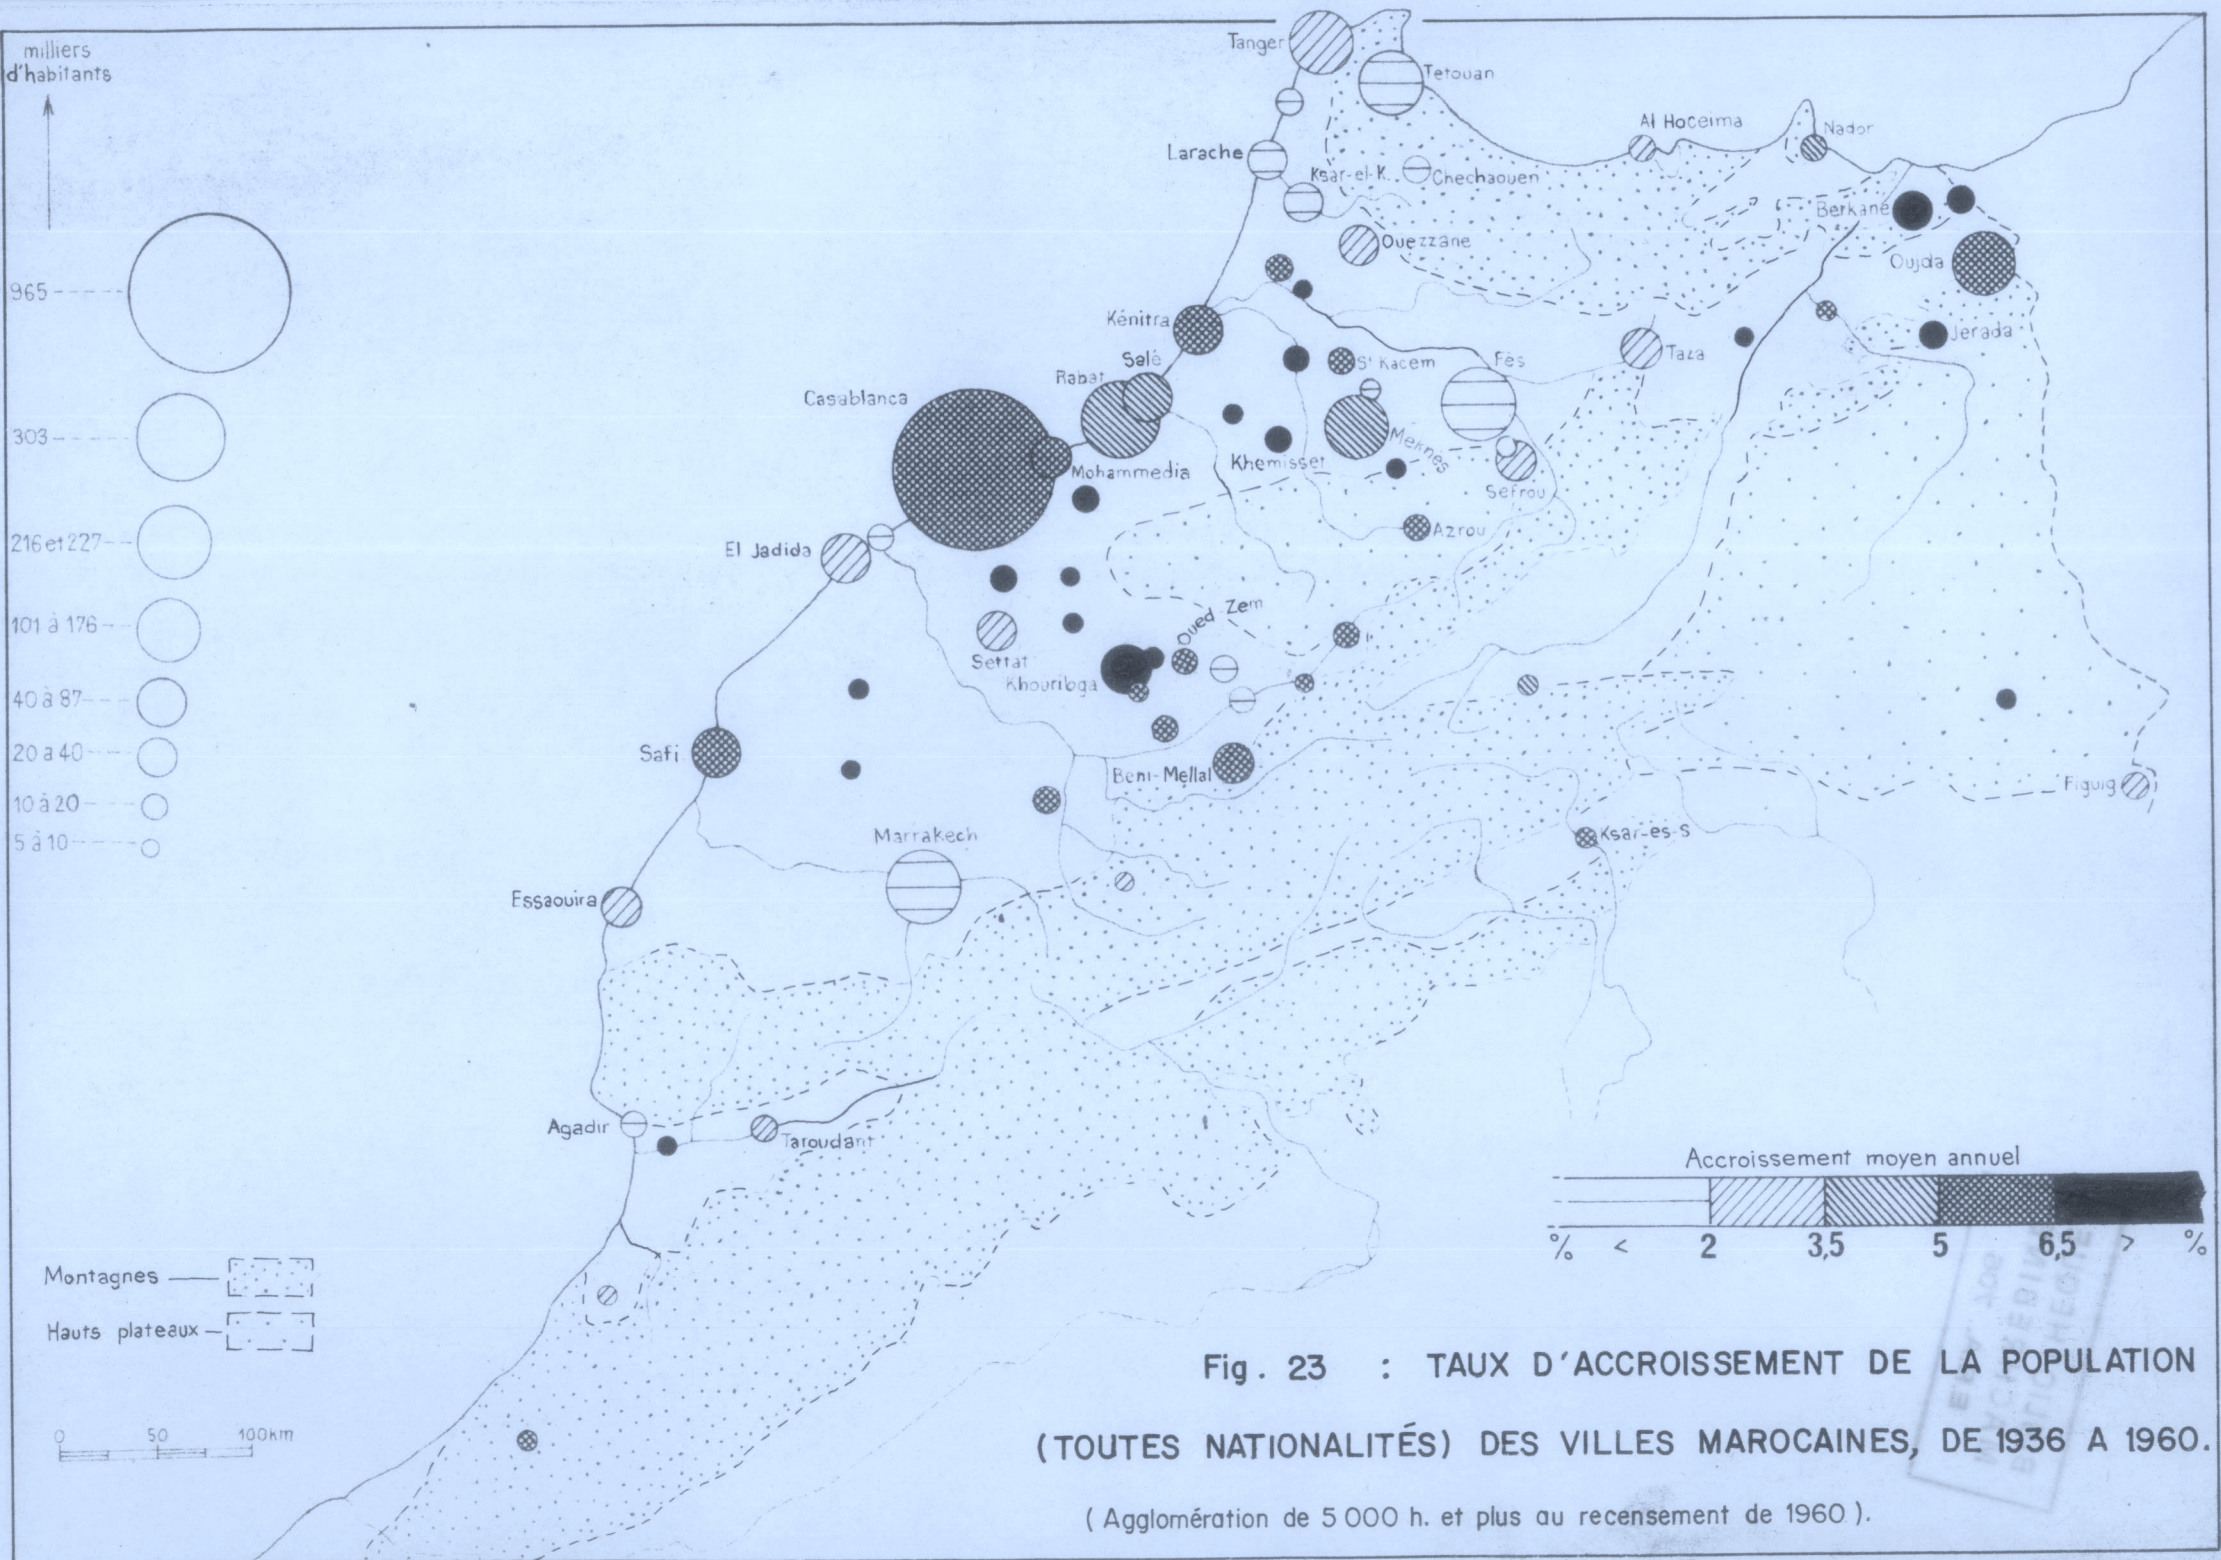 milliers
d'habitants
965
303
216 et 227
101 à 176
40 à 87
20 à 40
10 à 20
5 à 10
Tanger
Tetouan
Larache
Ksar-el-K.
Chechaouen
Al Hoceima
Nador
Ouezzane
Berkane
Oujda
Jerada
Kénitra
Salé
Rabat
Casablanca
Mohammedia
St Kacem
Fès
Taza
Khemisset
Meknès
Sefrou
Azrou
El Jadida
Settat
Khouribga
Oued Zem
Safi
Beni-Mellal
Marrakech
Ksar-es-S
Figuig
Essaouira
Agadir
Taroudant
Montagnes
Hauts plateaux
0 50 100km
Accroissement moyen annuel
% < 2 3,5 5 6,5 > %
Fig. 23 : TAUX D'ACCROISSEMENT DE LA POPULATION
(TOUTES NATIONALITÉS) DES VILLES MAROCAINES, DE 1936 A 1960.
( Agglomération de 5 000 h. et plus au recensement de 1960 ).